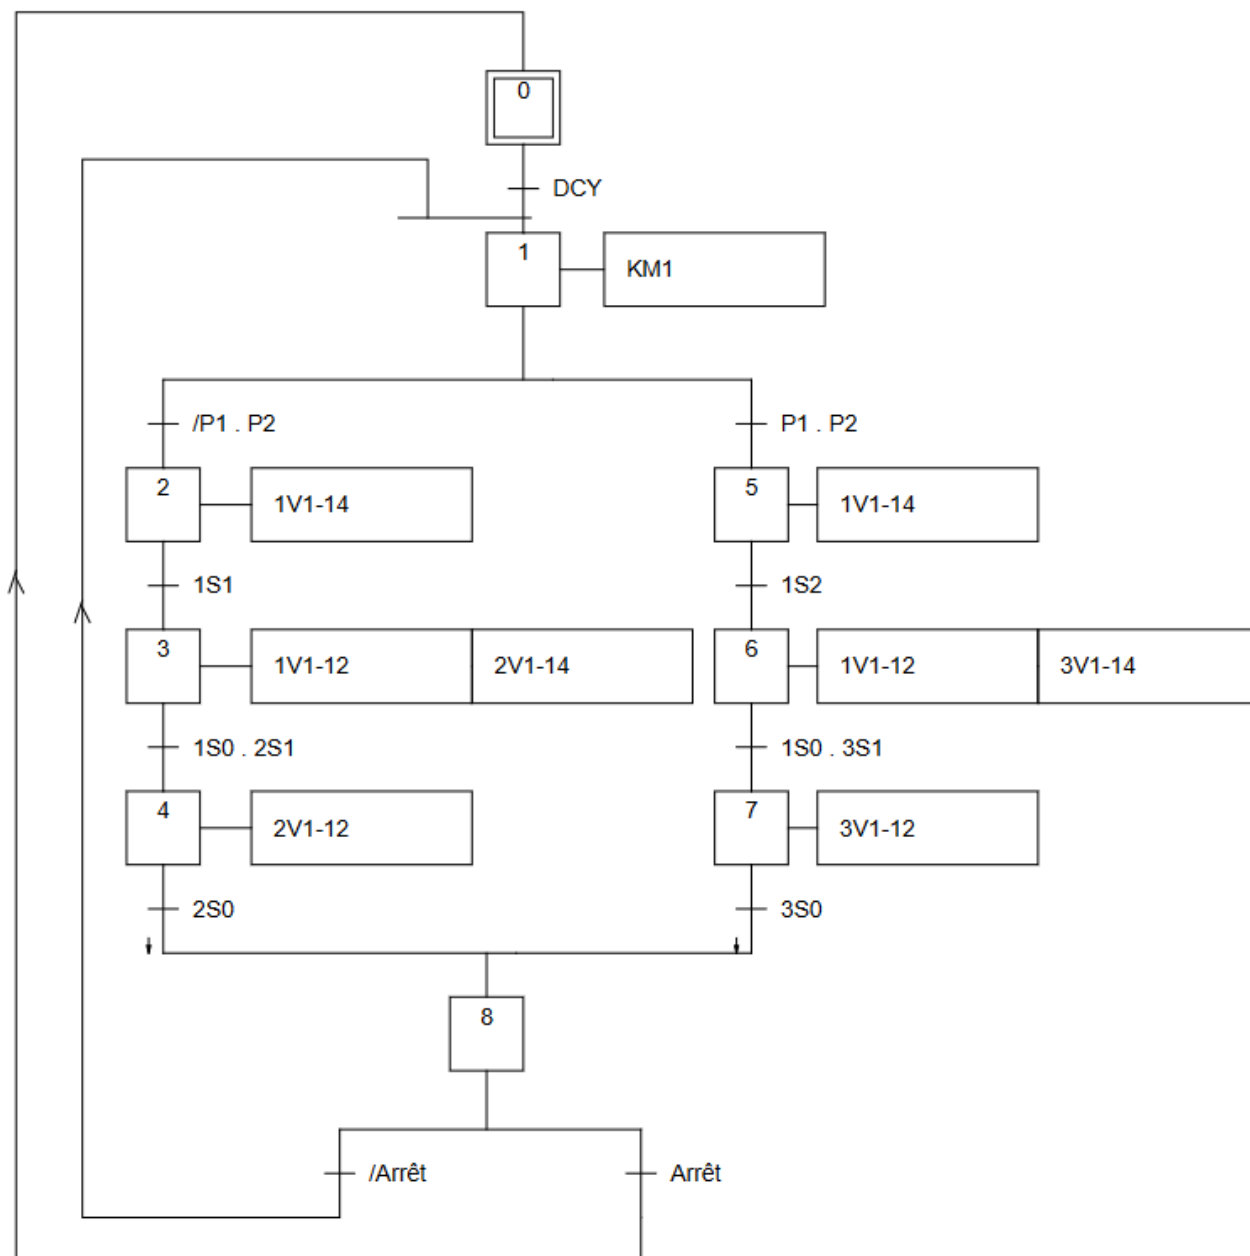 0
DCY
1
KM1
/P1 . P2
P1 . P2
2
1V1-14
5
1V1-14
1S1
1S2
3
1V1-12
2V1-14
6
1V1-12
3V1-14
1S0 . 2S1
1S0 . 3S1
4
2V1-12
7
3V1-12
2S0
3S0
8
/Arrêt
Arrêt